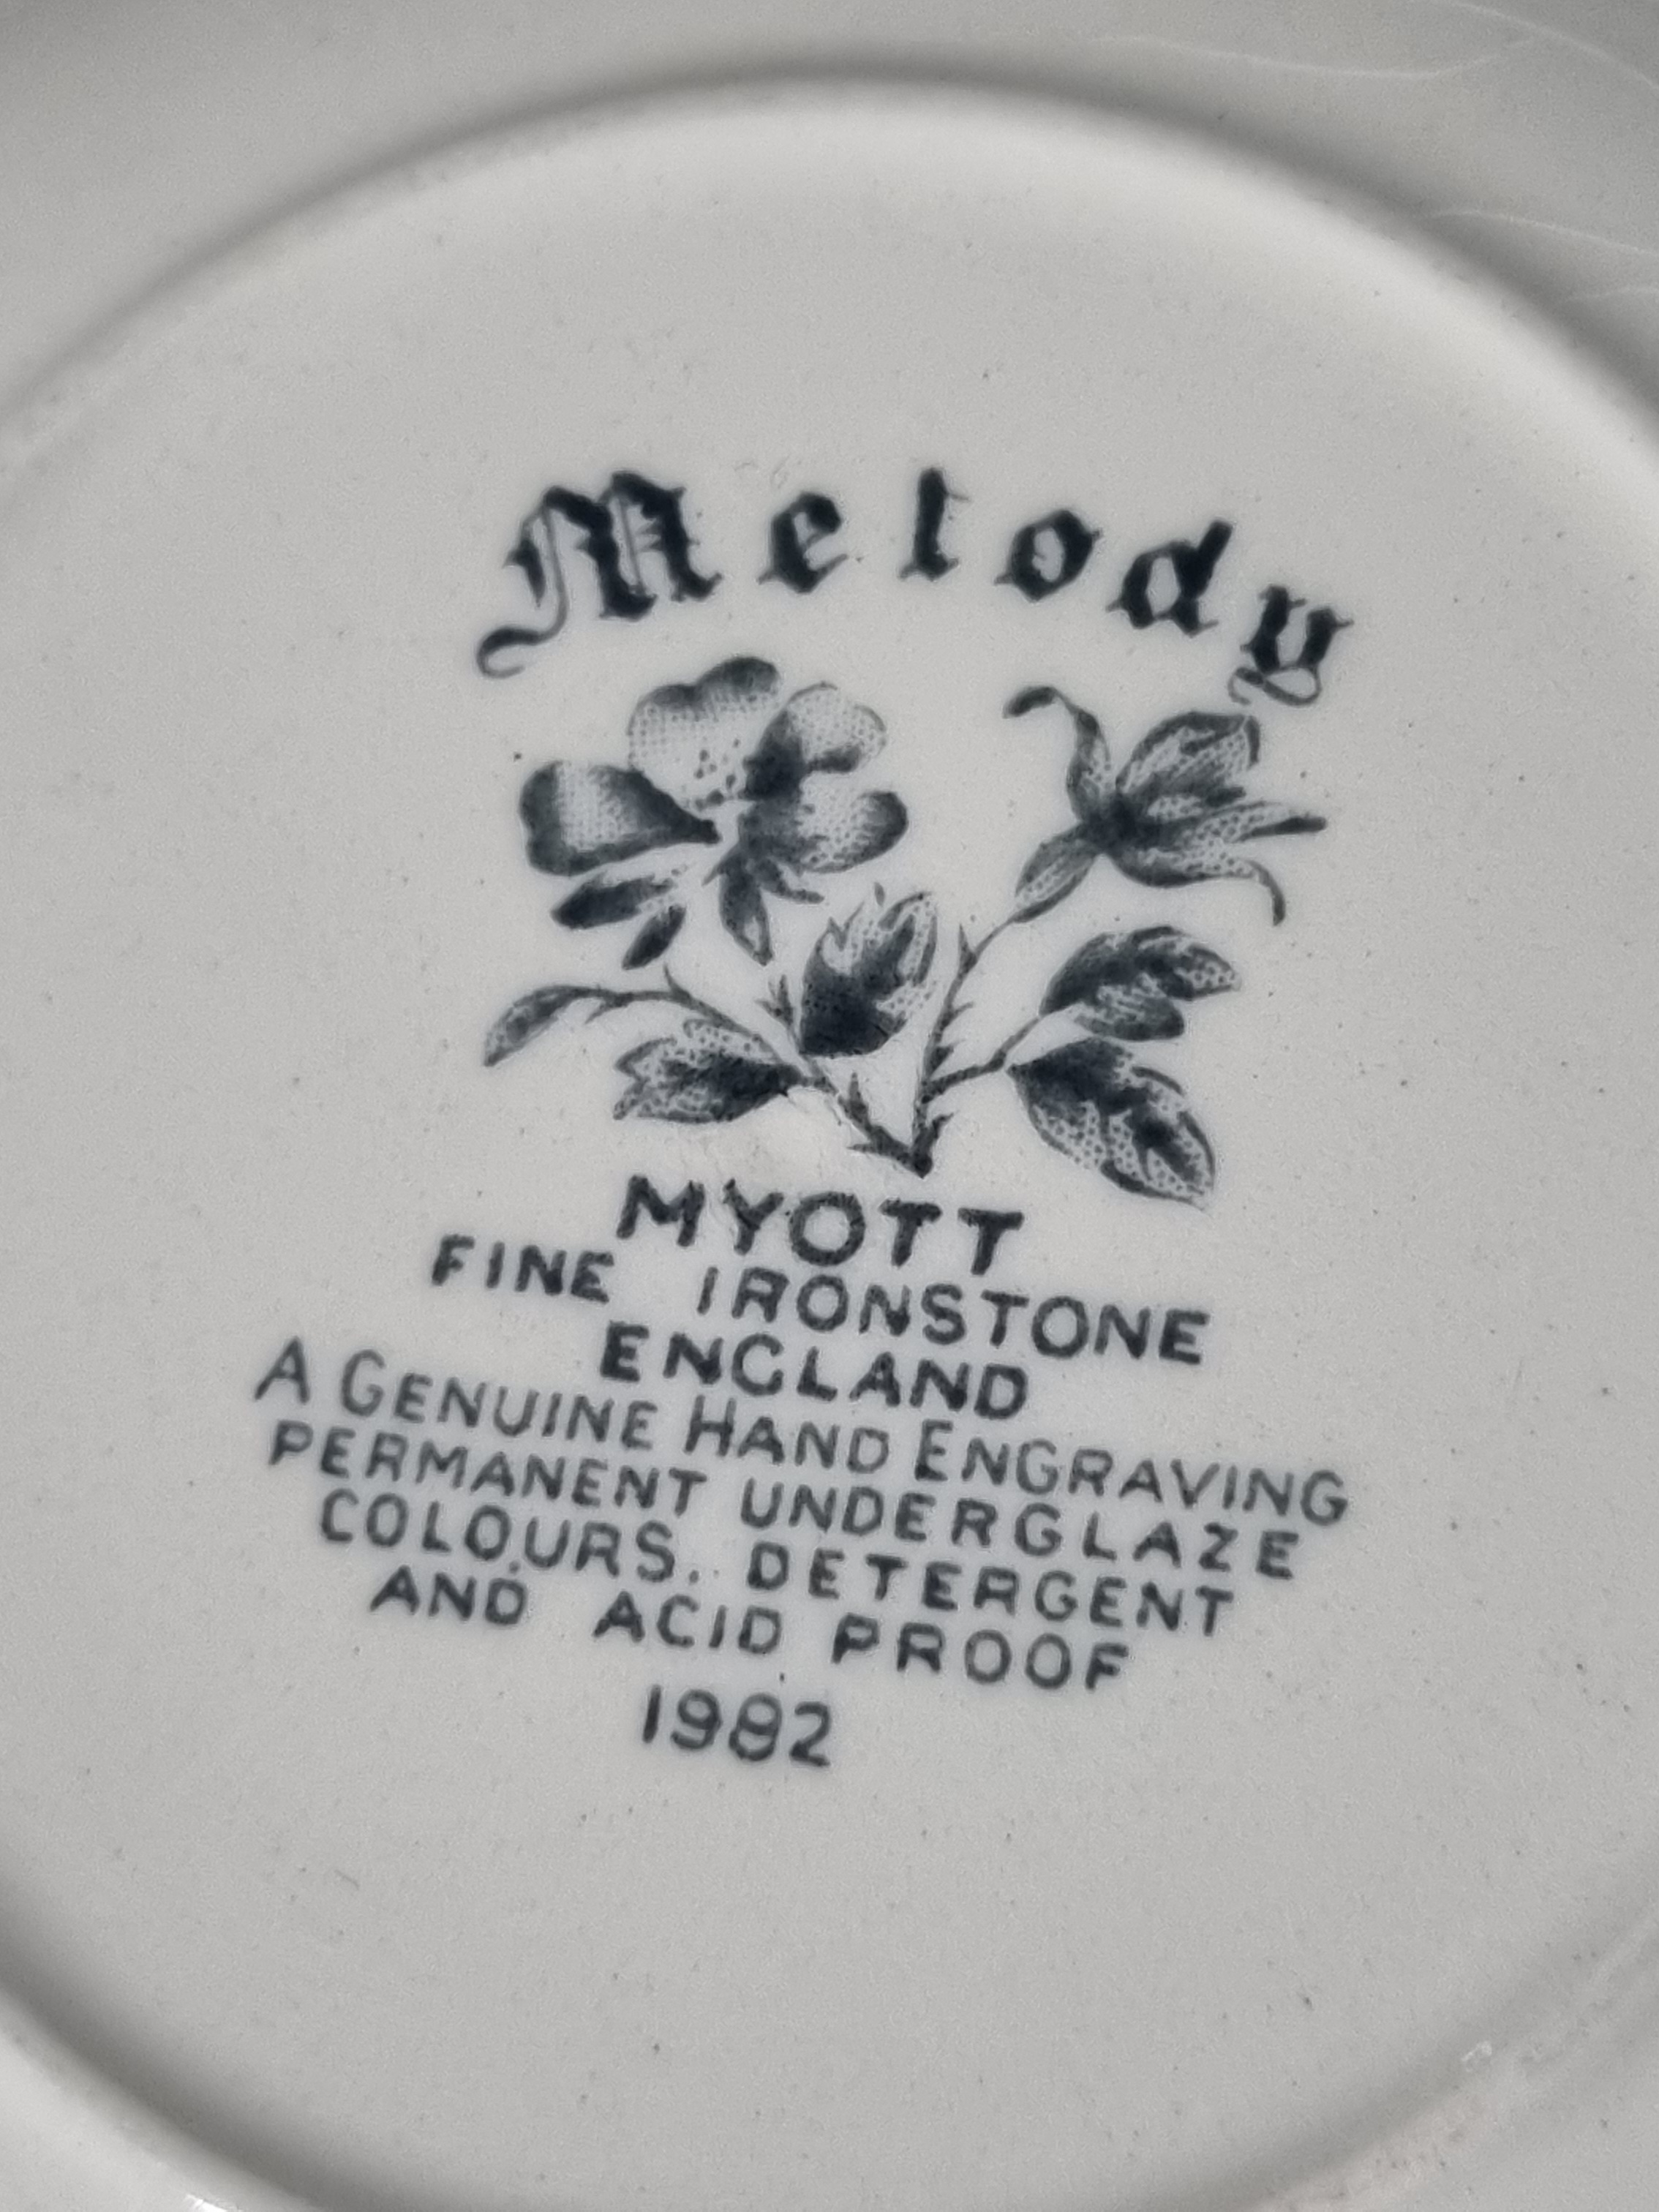 Melody
MYOTT
FINE IRONSTONE
ENGLAND
A GENUINE HAND ENGRAVING
PERMANENT UNDERGLAZE
COLOURS. DETERGENT
AND ACID PROOF
1982